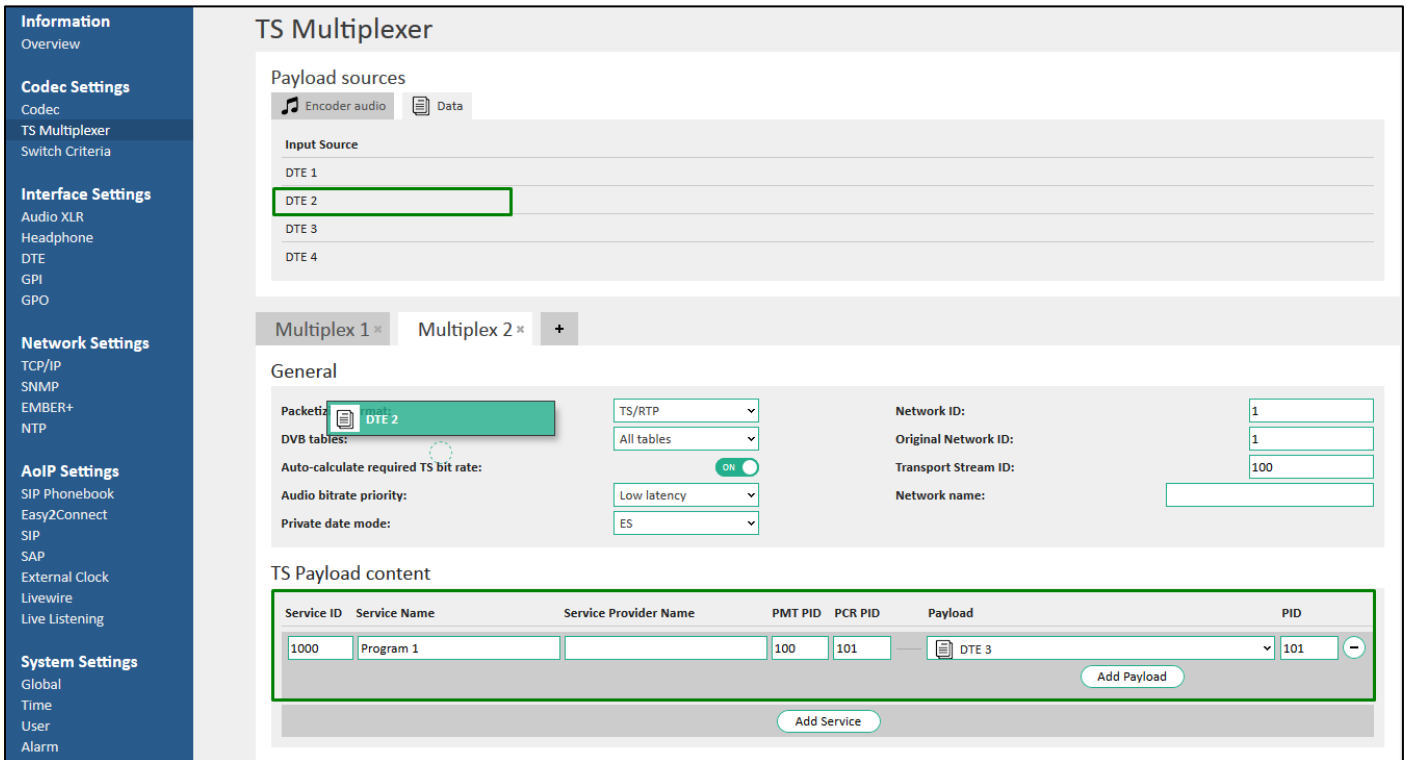 Information
Overview
Codec Settings
Codec
TS Multiplexer
Switch Criteria
Interface Settings
Audio XLR
Headphone
DTE
GPI
GPO
Network Settings
TCP/IP
SNMP
EMBER+
NTP
AoIP Settings
SIP Phonebook
Easy2Connect
SIP
SAP
External Clock
Livewire
Live Listening
System Settings
Global
Time
User
Alarm
TS Multiplexer
Payload sources
Encoder audio Data
Input Source
DTE 1
DTE 2
DTE 3
DTE 4
Multiplex 1 × Multiplex 2 × +
General
DTE 2
TS/RTP Network ID: 1
DVB tables: All tables Original Network ID: 1
Auto-calculate required TS bit rate: ON Transport Stream ID: 100
Audio bitrate priority: Low latency Network name:
Private date mode: ES
TS Payload content
Service ID Service Name Service Provider Name PMT PID PCR PID Payload PID
1000 Program 1 100 101 DTE 3 101 −
Add Payload
Add Service